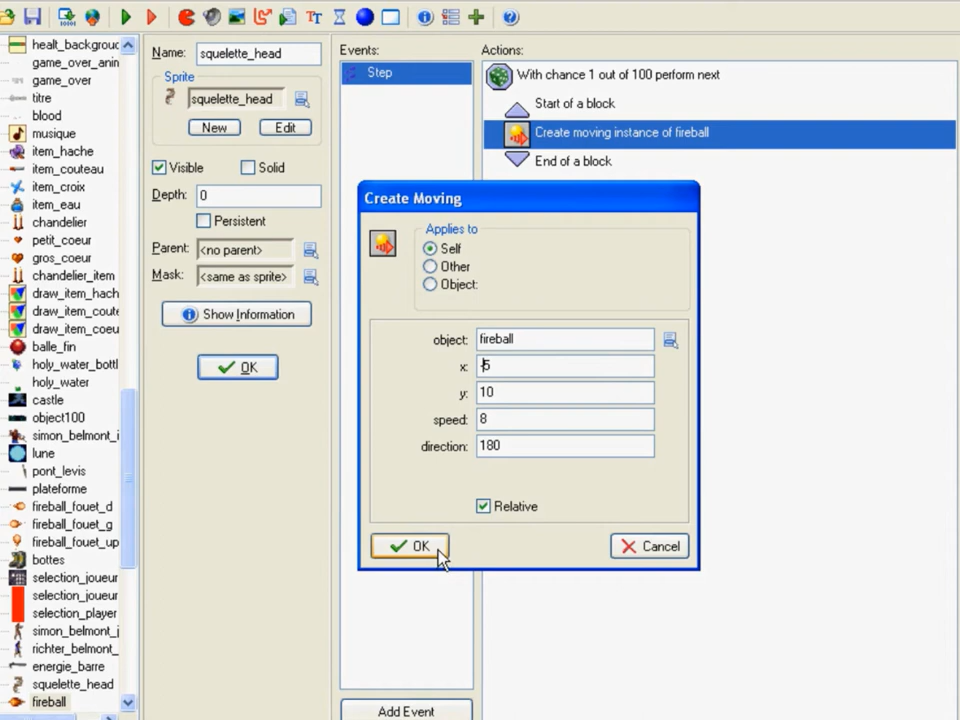 healt_backgrouc
game_over_anin
game_over
titre
blood
musique
item_hache
item_couteau
item_croix
item_eau
chandelier
petit_coeur
gros_coeur
chandelier_item
draw_item_hach
draw_item_coute
draw_item_coeu
balle_fin
holy_water_bottl
holy_water
castle
object100
simon_belmont_i
lune
pont_levis
plateforme
fireball_fouet_d
fireball_fouet_g
fireball_fouet_up
bottes
selection_joueur
selection_joueur
selection_player
simon_belmont_j
richter_belmont_
energie_barre
squelette_head
fireball
Name: squelette_head
Sprite
squelette_head
New Edit
Visible Solid
Depth: 0
Persistent
Parent: <no parent>
Mask: <same as sprite>
Show Information
OK
Events:
Step
Add Event
Actions:
With chance 1 out of 100 perform next
Start of a block
Create moving instance of fireball
End of a block
Create Moving
Applies to
Self
Other
Object:
object: fireball
x: 5
y: 10
speed: 8
direction: 180
Relative
OK Cancel